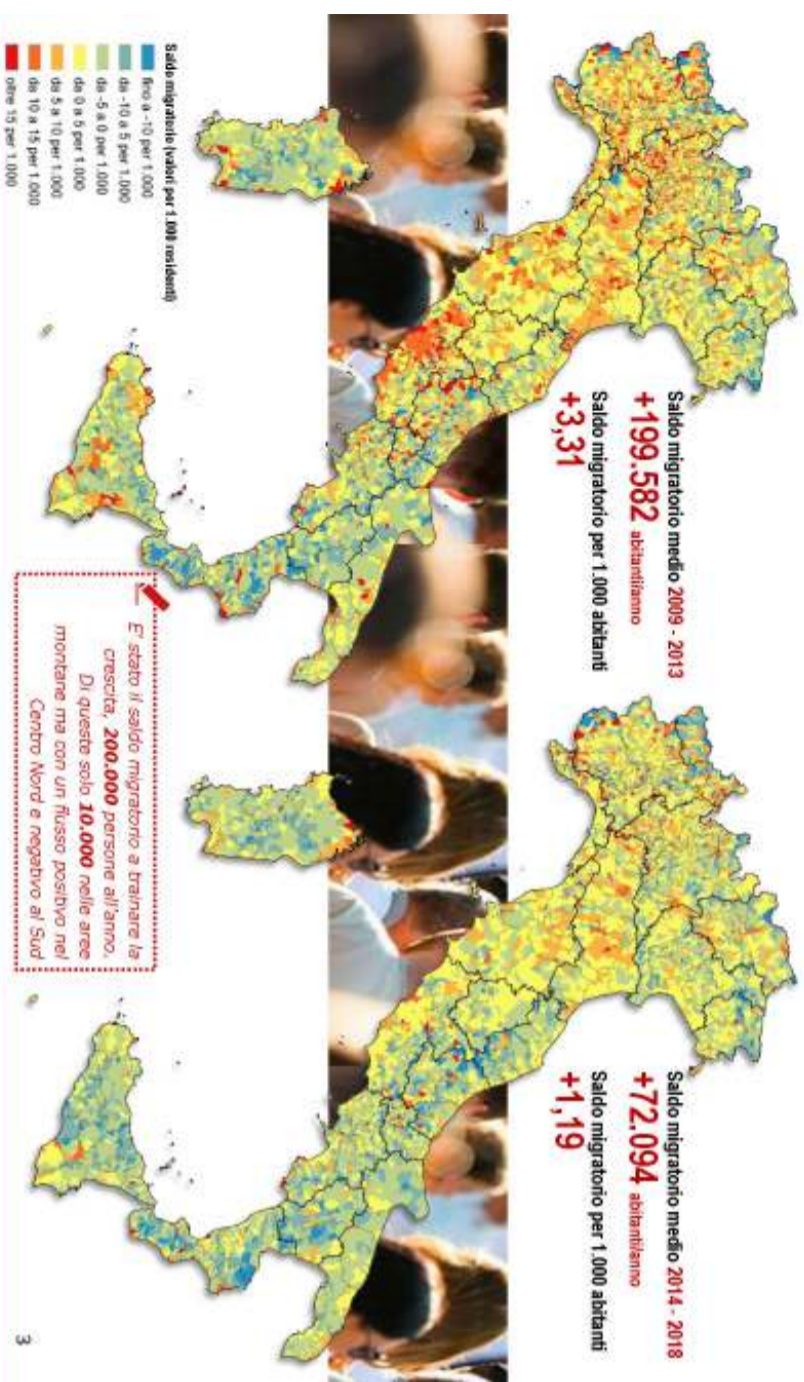 Saldo migratorio medio 2009 - 2013
+199.582 abitanti/anno
Saldo migratorio per 1.000 abitanti
+3,31
Saldo migratorio medio 2014 - 2018
+72.094 abitanti/anno
Saldo migratorio per 1.000 abitanti
+1,19
Saldo migratorio (valori per 1.000 residenti)
fino a -10 per 1.000
da -10 a 5 per 1.000
da -5 a 0 per 1.000
da 0 a 5 per 1.000
da 5 a 10 per 1.000
da 10 a 15 per 1.000
oltre 15 per 1.000
E' stato il saldo migratorio a trainare la
crescita, 200.000 persone all'anno.
Di queste solo 10.000 nelle aree
montane ma con un flusso positivo nel
Centro Nord e negativo al Sud
3